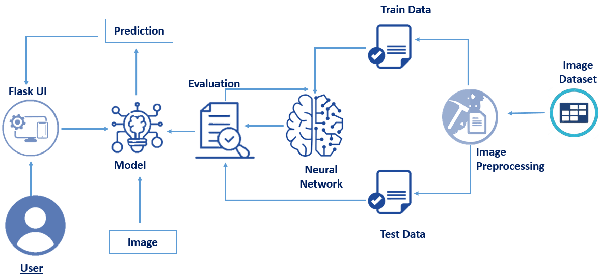 Train Data
Prediction
Image
Dataset
Flask UI
Evaluation
Model
Neural
Network
Image
Preprocessing
Image
Test Data
User